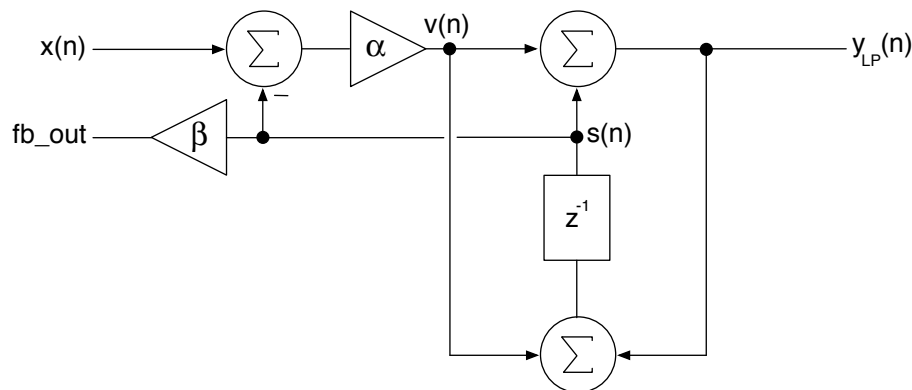 x(n)
Σ
α
v(n)
Σ
y_LP(n)
–
fb_out
β
s(n)
z⁻¹
Σ